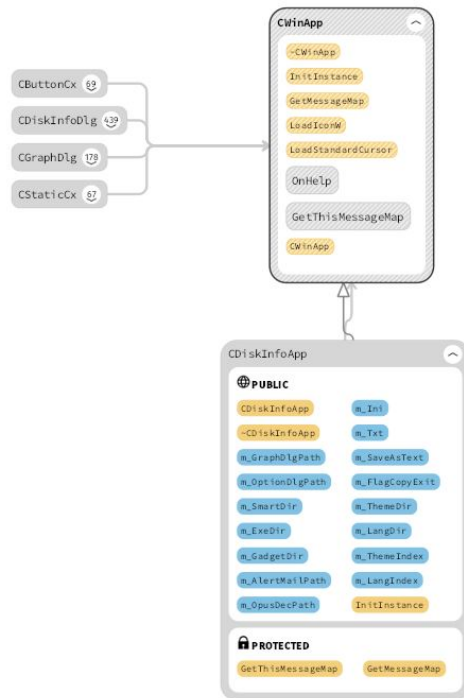 CWinApp
~CWinApp
InitInstance
GetMessageMap
LoadIconW
LoadStandardCursor
OnHelp
GetThisMessageMap
CWinApp
CButtonCx 69
CDiskInfoDlg 439
CGraphDlg 178
CStaticCx 67
CDiskInfoApp
PUBLIC
CDiskInfoApp m_Ini
~CDiskInfoApp m_Txt
m_GraphDlgPath m_SaveAsText
m_OptionDlgPath m_FlagCopyExit
m_SmartDir m_ThemeDir
m_ExeDir m_LangDir
m_GadgetDir m_ThemeIndex
m_AlertMailPath m_LangIndex
m_OpusDecPath InitInstance
PROTECTED
GetThisMessageMap GetMessageMap